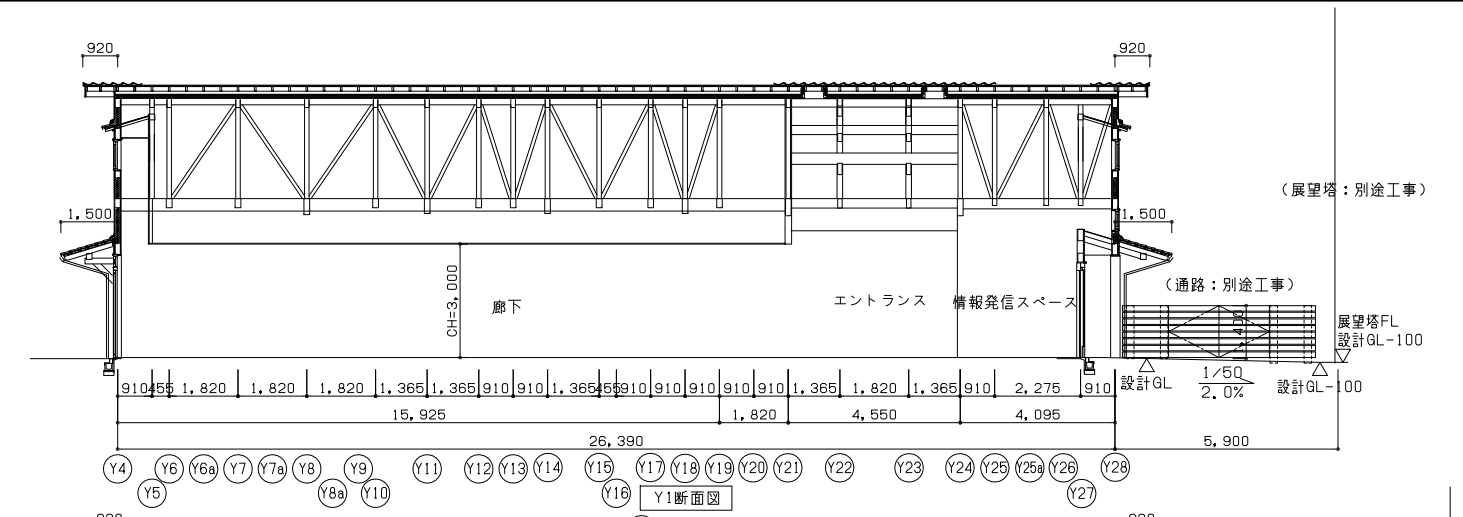 920
920
（展望塔：別途工事）
1,500
1,500
（通路：別途工事）
CH=3,000
廊下
エントランス
情報発信スペース
展望塔FL
設計GL-100
設計GL
1/50
2.0%
設計GL-100
910 455 1,820 1,820 1,820 1,365 1,365 910 910 1,365 455 910 910 910 910 1,365 1,820 1,365 910 2,275 910
15,925 1,820 4,550 4,095
26,390 5,900
Y4 Y6 Y6a Y7 Y7a Y8 Y9 Y11 Y12 Y13 Y14 Y15 Y17 Y18 Y19 Y20 Y21 Y22 Y23 Y24 Y25 Y25a Y26 Y28
Y5 Y8a Y10 Y16 Y27
Y1断面図